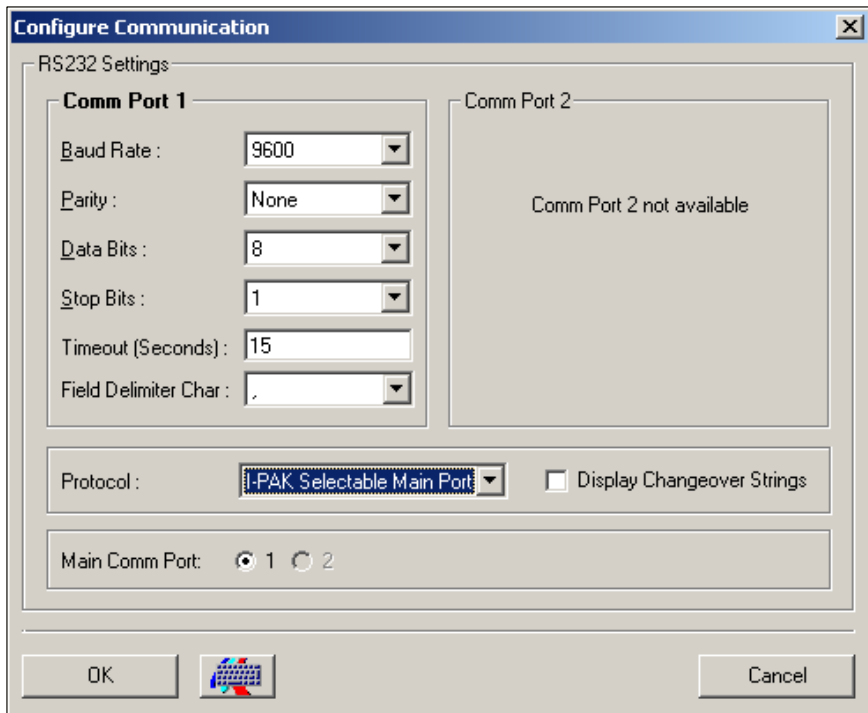 Configure Communication
RS232 Settings
Comm Port 1
Baud Rate : 9600
Parity : None
Data Bits : 8
Stop Bits : 1
Timeout (Seconds) : 15
Field Delimiter Char : ,
Comm Port 2
Comm Port 2 not available
Protocol : I-PAK Selectable Main Port Display Changeover Strings
Main Comm Port: 1 2
OK Cancel